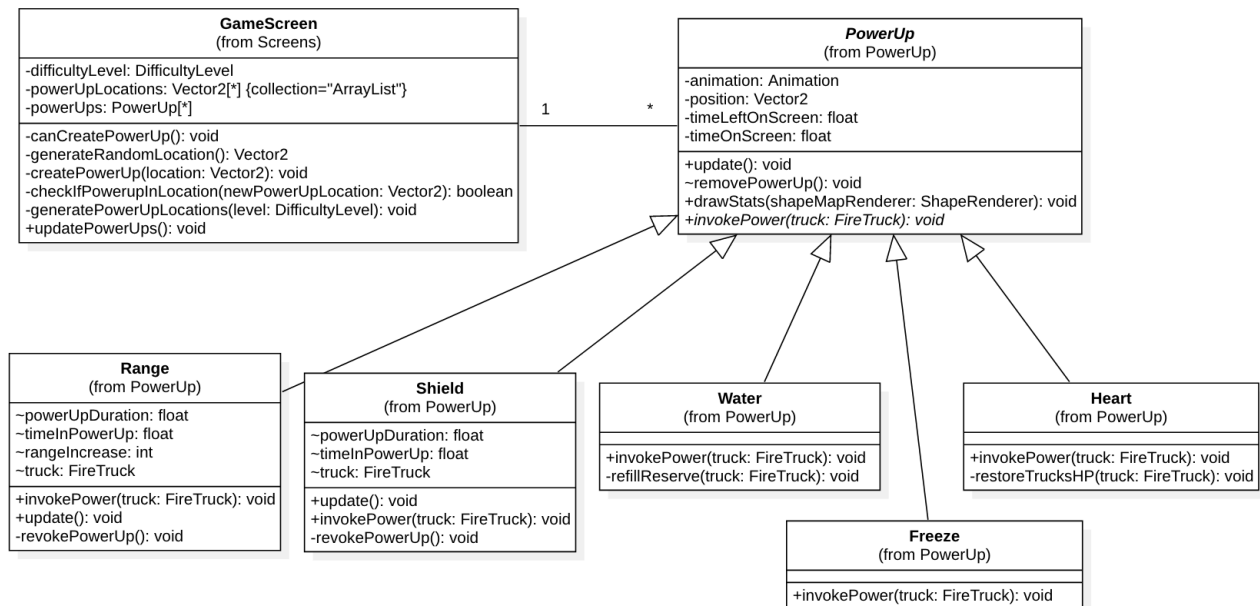 GameScreen
(from Screens)
-difficultyLevel: DifficultyLevel
-powerUpLocations: Vector2[*] {collection="ArrayList"}
-powerUps: PowerUp[*]
-canCreatePowerUp(): void
-generateRandomLocation(): Vector2
-createPowerUp(location: Vector2): void
-checkIfPowerupInLocation(newPowerUpLocation: Vector2): boolean
-generatePowerUpLocations(level: DifficultyLevel): void
+updatePowerUps(): void
1
*
PowerUp
(from PowerUp)
-animation: Animation
-position: Vector2
-timeLeftOnScreen: float
-timeOnScreen: float
+update(): void
~removePowerUp(): void
+drawStats(shapeMapRenderer: ShapeRenderer): void
+invokePower(truck: FireTruck): void
Range
(from PowerUp)
~powerUpDuration: float
~timeInPowerUp: float
~rangeIncrease: int
~truck: FireTruck
+invokePower(truck: FireTruck): void
+update(): void
-revokePowerUp(): void
Shield
(from PowerUp)
~powerUpDuration: float
~timeInPowerUp: float
~truck: FireTruck
+update(): void
+invokePower(truck: FireTruck): void
-revokePowerUp(): void
Water
(from PowerUp)
+invokePower(truck: FireTruck): void
-refillReserve(truck: FireTruck): void
Heart
(from PowerUp)
+invokePower(truck: FireTruck): void
-restoreTrucksHP(truck: FireTruck): void
Freeze
(from PowerUp)
+invokePower(truck: FireTruck): void